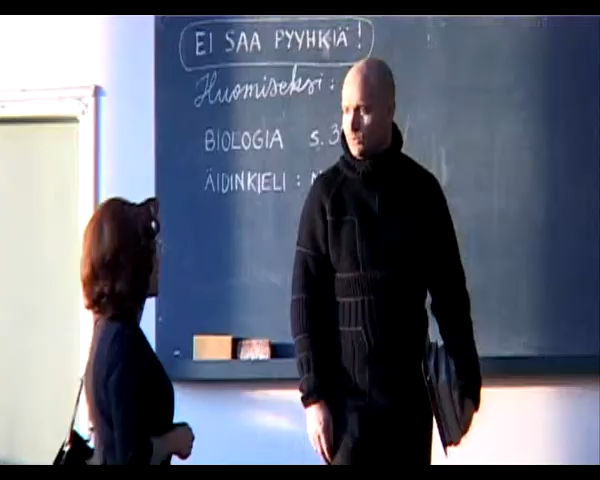 EI SAA PYYHKIÄ!
Huomiseksi:
BIOLOGIA s. 3
ÄIDINKIELI: